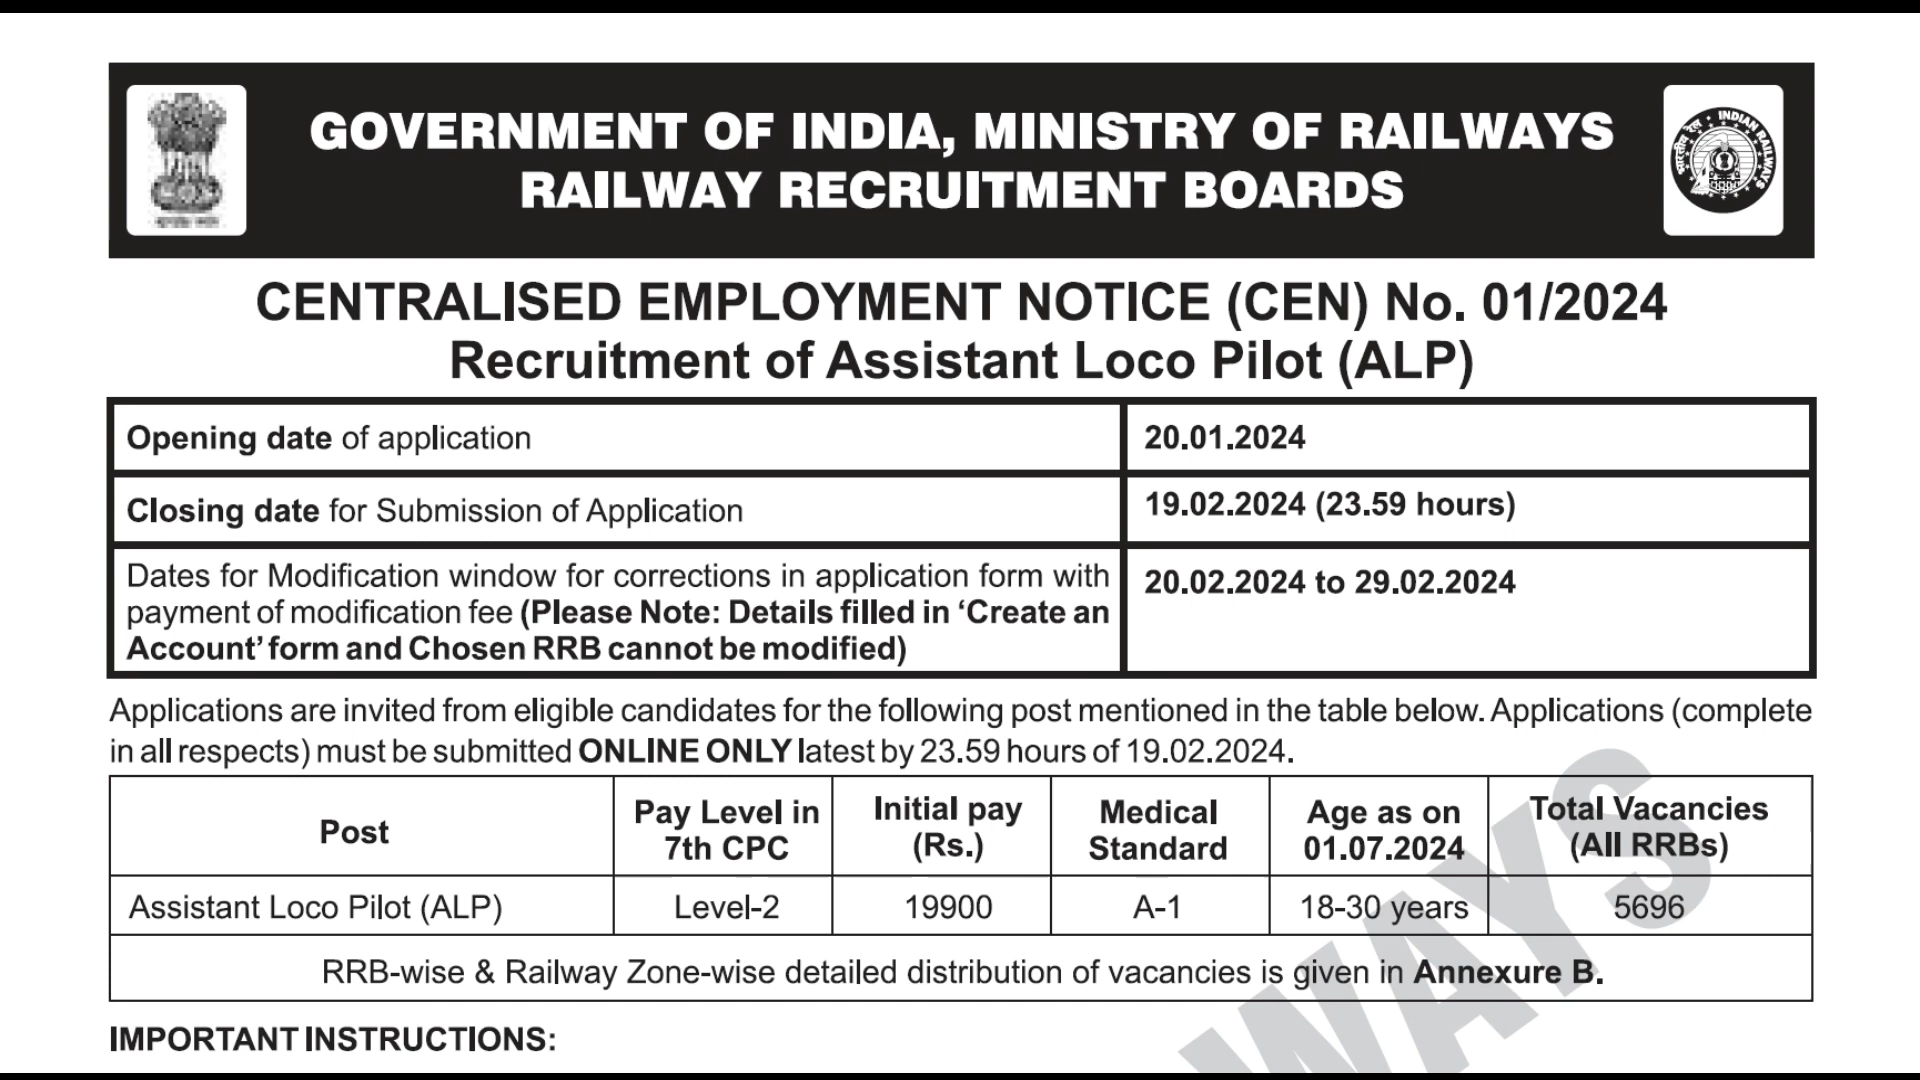 GOVERNMENT OF INDIA, MINISTRY OF RAILWAYS
RAILWAY RECRUITMENT BOARDS
भारतीय रेल • INDIAN RAILWAYS
CENTRALISED EMPLOYMENT NOTICE (CEN) No. 01/2024
Recruitment of Assistant Loco Pilot (ALP)
Opening date of application 20.01.2024
Closing date for Submission of Application 19.02.2024 (23.59 hours)
Dates for Modification window for corrections in application form with
payment of modification fee (Please Note: Details filled in ‘Create an
Account’ form and Chosen RRB cannot be modified)
20.02.2024 to 29.02.2024
Applications are invited from eligible candidates for the following post mentioned in the table below. Applications (complete
in all respects) must be submitted ONLINE ONLY latest by 23.59 hours of 19.02.2024.
Post
Pay Level in
7th CPC
Initial pay
(Rs.)
Medical
Standard
Age as on
01.07.2024
Total Vacancies
(All RRBs)
Assistant Loco Pilot (ALP) Level-2 19900 A-1 18-30 years 5696
RRB-wise & Railway Zone-wise detailed distribution of vacancies is given in Annexure B.
IMPORTANT INSTRUCTIONS:
WAYS